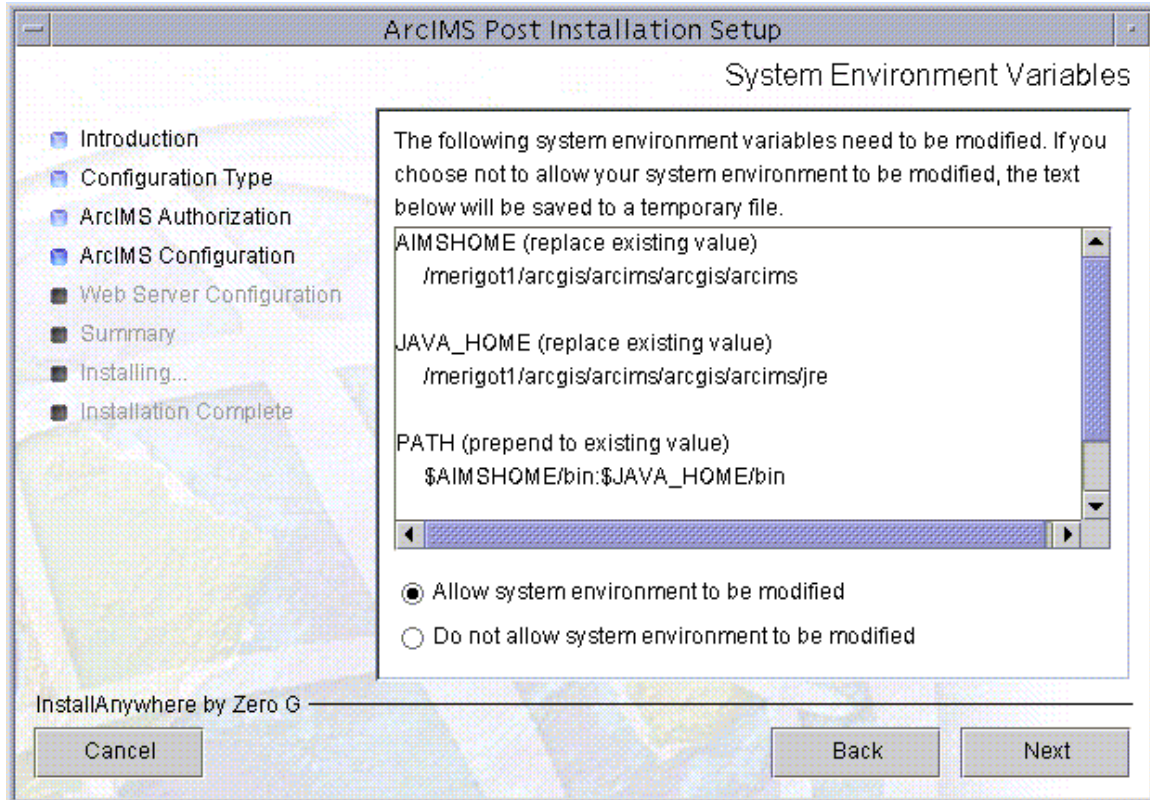 ArcIMS Post Installation Setup
System Environment Variables
Introduction
Configuration Type
ArcIMS Authorization
ArcIMS Configuration
Web Server Configuration
Summary
Installing...
Installation Complete
The following system environment variables need to be modified. If you
choose not to allow your system environment to be modified, the text
below will be saved to a temporary file.
AIMSHOME (replace existing value)
/merigot1/arcgis/arcims/arcgis/arcims
JAVA_HOME (replace existing value)
/merigot1/arcgis/arcims/arcgis/arcims/jre
PATH (prepend to existing value)
$AIMSHOME/bin:$JAVA_HOME/bin
Allow system environment to be modified
Do not allow system environment to be modified
InstallAnywhere by Zero G
Cancel
Back
Next